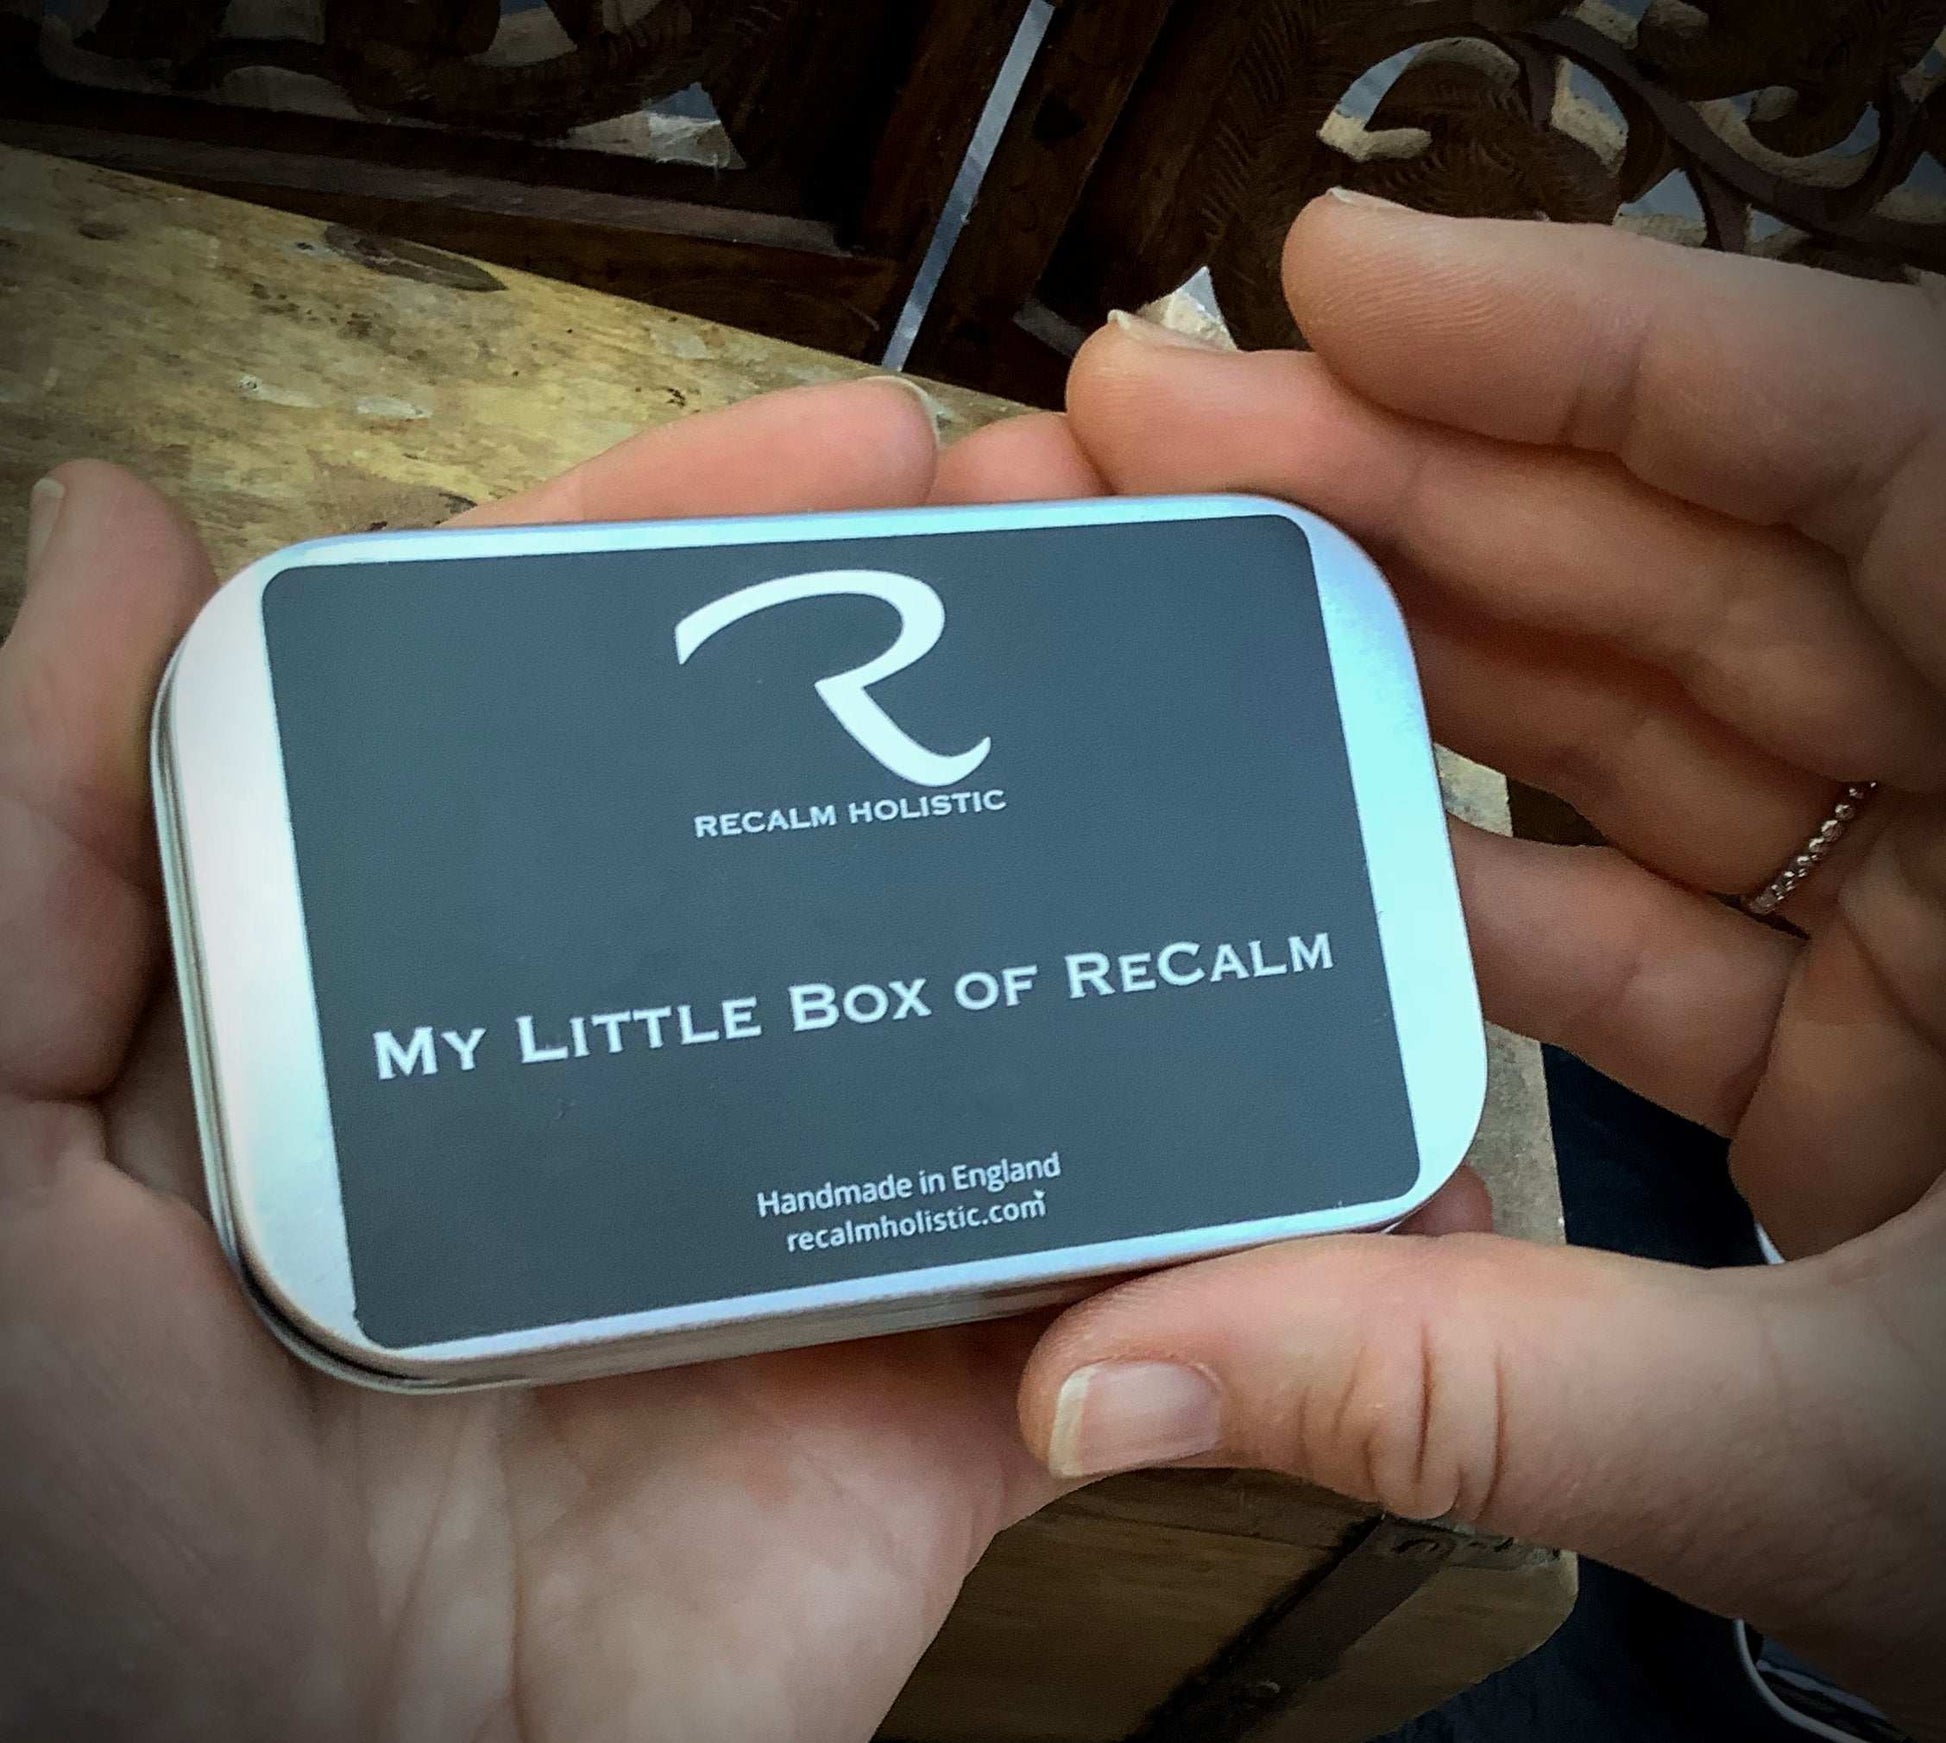 R
RECALM HOLISTIC
MY LITTLE BOX OF RECALM
Handmade in England
recalmholistic.com